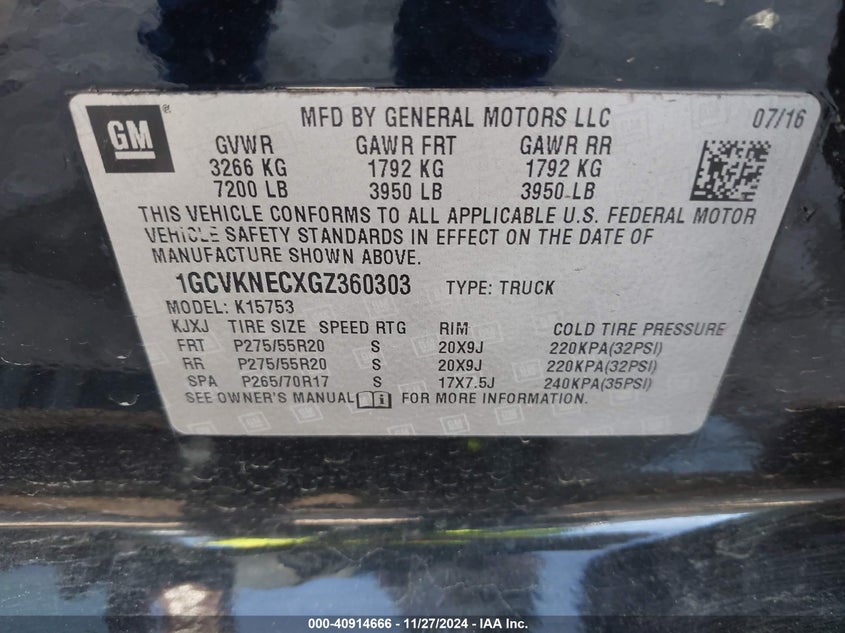 GM ® MFD BY GENERAL MOTORS LLC 07/16
GVWR GAWR FRT GAWR RR
3266 KG 1792 KG 1792 KG
7200 LB 3950 LB 3950 LB
THIS VEHICLE CONFORMS TO ALL APPLICABLE U.S. FEDERAL MOTOR
VEHICLE SAFETY STANDARDS IN EFFECT ON THE DATE OF
MANUFACTURE SHOWN ABOVE.
1GCVKNECXGZ360303 TYPE: TRUCK
MODEL: K15753
KJXJ TIRE SIZE SPEED RTG RIM COLD TIRE PRESSURE
FRT P275/55R20 S 20X9J 220KPA(32PSI)
RR P275/55R20 S 20X9J 220KPA(32PSI)
SPA P265/70R17 S 17X7.5J 240KPA(35PSI)
SEE OWNER'S MANUAL FOR MORE INFORMATION.
000-40914666 - 11/27/2024 - IAA Inc.